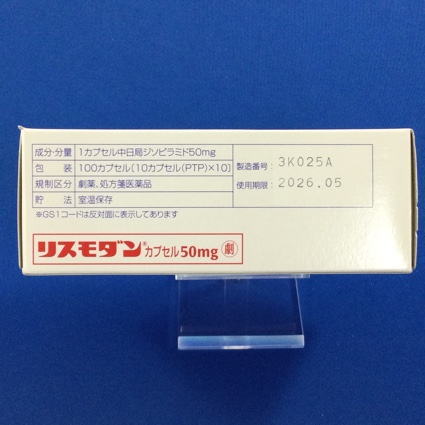 成分・分量 1カプセル中日局ジソピラミド50mg
包装 100カプセル(10カプセル(PTP)×10)
規制区分 劇薬、処方箋医薬品
貯法 室温保存
※GS1コードは反対面に表示してあります
製造番号: 3K025A
使用期限: 2026.05
リスモダン®カプセル50mg 劇